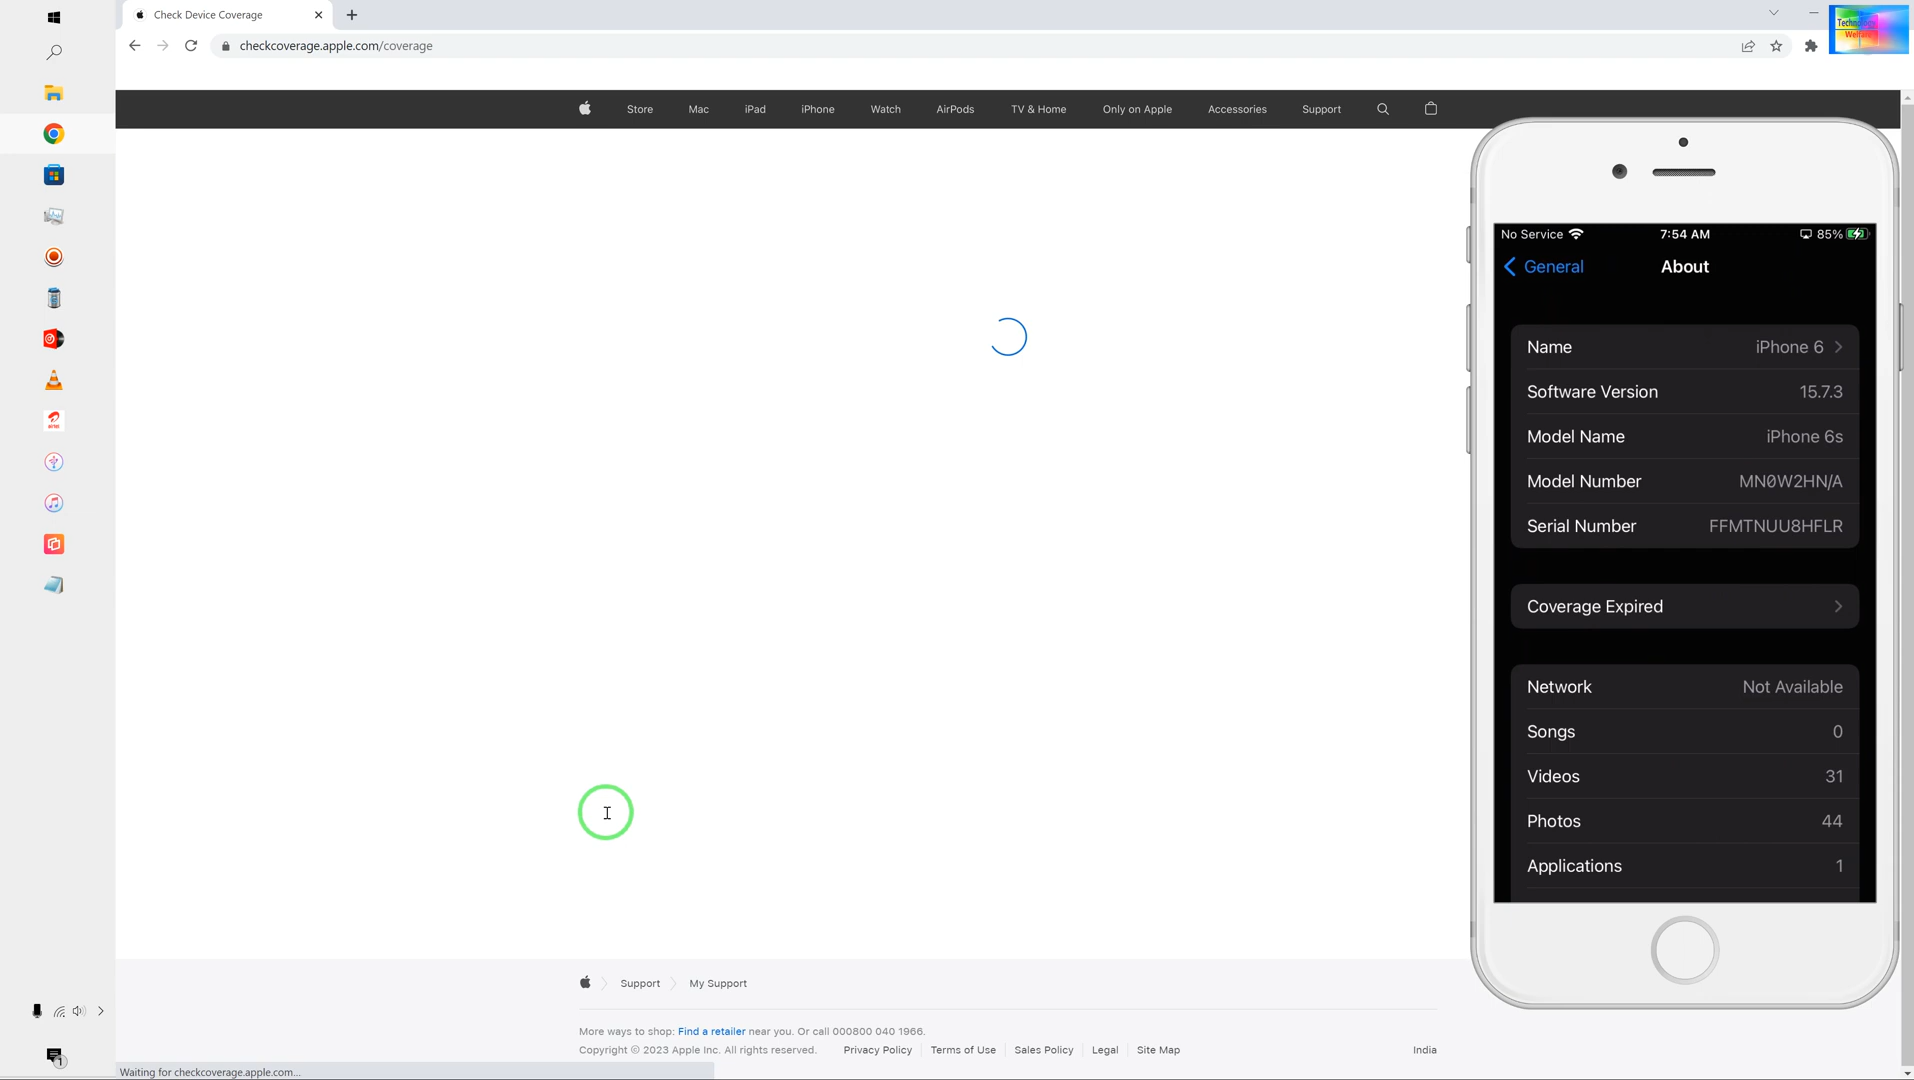 Check Device Coverage
checkcoverage.apple.com/coverage
Technology
Welfare
Store Mac iPad iPhone Watch AirPods TV & Home Only on Apple Accessories Support
No Service 7:54 AM 85%
General About
Name iPhone 6
Software Version 15.7.3
Model Name iPhone 6s
Model Number MN0W2HN/A
Serial Number FFMTNUU8HFLR
Coverage Expired
Network Not Available
Songs 0
Videos 31
Photos 44
Applications 1
airtel
Support My Support
More ways to shop: Find a retailer near you. Or call 000800 040 1966.
Copyright © 2023 Apple Inc. All rights reserved. Privacy Policy Terms of Use Sales Policy Legal Site Map India
1
Waiting for checkcoverage.apple.com...